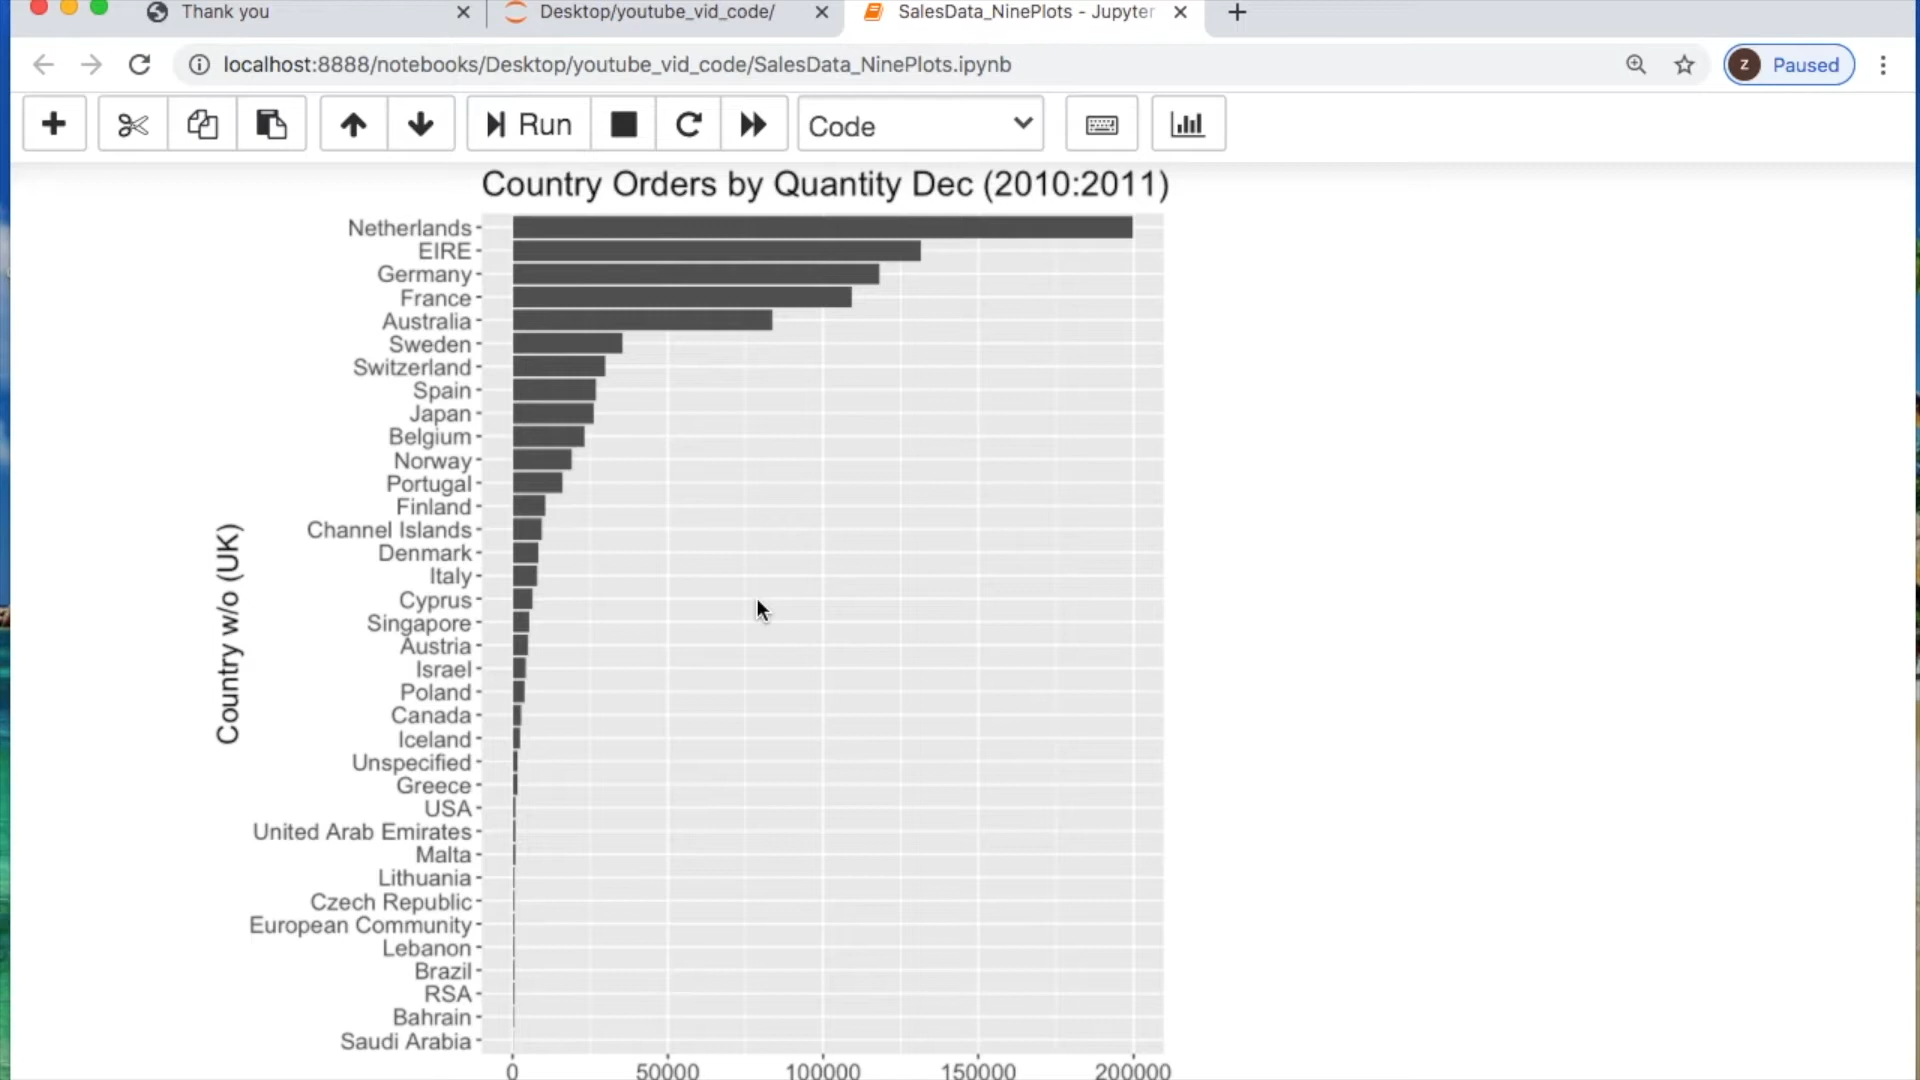 Thank you
Desktop/youtube_vid_code/
SalesData_NinePlots - Jupyter
localhost:8888/notebooks/Desktop/youtube_vid_code/SalesData_NinePlots.ipynb
z
Paused
Run
Code
Country Orders by Quantity Dec (2010:2011)
Netherlands
EIRE
Germany
France
Australia
Sweden
Switzerland
Spain
Japan
Belgium
Norway
Portugal
Finland
Channel Islands
Denmark
Italy
Cyprus
Singapore
Austria
Israel
Poland
Canada
Iceland
Unspecified
Greece
USA
United Arab Emirates
Malta
Lithuania
Czech Republic
European Community
Lebanon
Brazil
RSA
Bahrain
Saudi Arabia
Country w/o (UK)
0 50000 100000 150000 200000